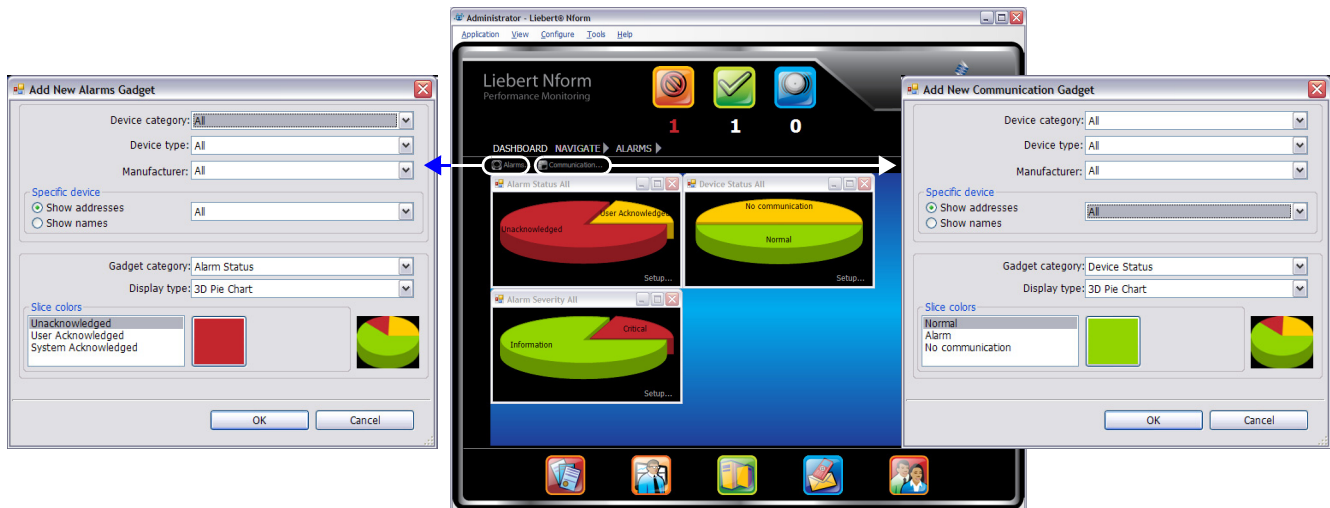 Add New Alarms Gadget
Device category: All
Device type: All
Manufacturer: All
Specific device
Show addresses
All
Show names
Gadget category: Alarm Status
Display type: 3D Pie Chart
Slice colors
Unacknowledged
User Acknowledged
System Acknowledged
OK Cancel
Administrator - Liebert® Nform
Application View Configure Tools Help
Liebert Nform
Performance Monitoring
1 1 0
DASHBOARD NAVIGATE ALARMS
Alarms... Communication...
Alarm Status All
User Acknowledged
Unacknowledged
Setup...
Device Status All
No communication
Normal
Setup...
Alarm Severity All
Critical
Information
Setup...
Add New Communication Gadget
Device category: All
Device type: All
Manufacturer: All
Specific device
Show addresses
All
Show names
Gadget category: Device Status
Display type: 3D Pie Chart
Slice colors
Normal
Alarm
No communication
OK Cancel